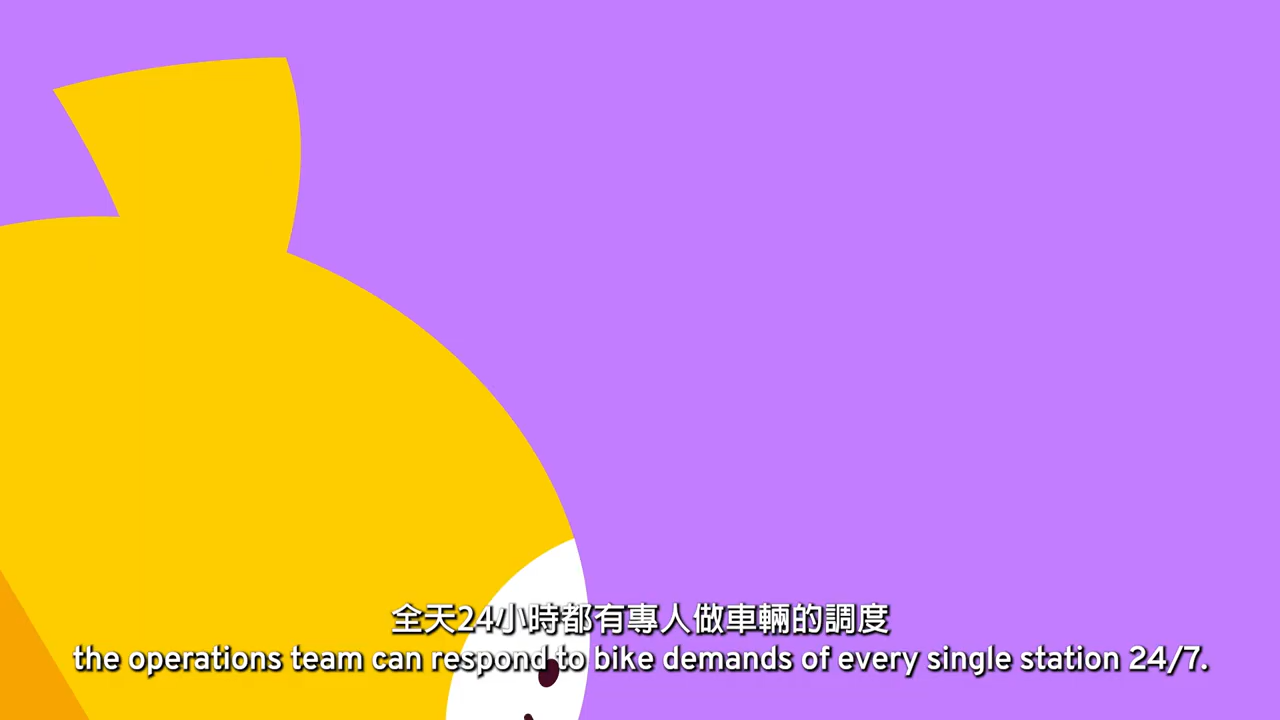 全天24小時都有專人做車輛的調度
the operations team can respond to bike demands of every single station 24/7.